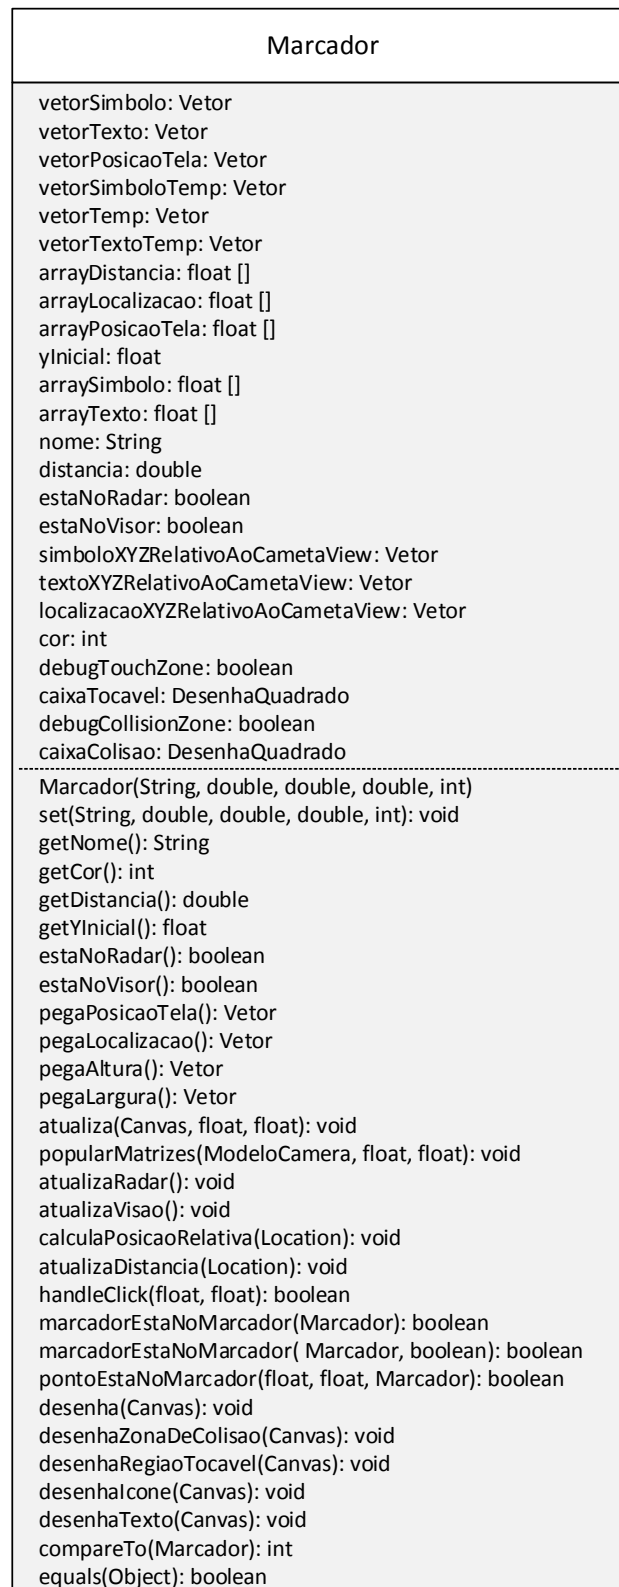 Marcador
vetorSimbolo: Vetor
vetorTexto: Vetor
vetorPosicaoTela: Vetor
vetorSimboloTemp: Vetor
vetorTemp: Vetor
vetorTextoTemp: Vetor
arrayDistancia: float []
arrayLocalizacao: float []
arrayPosicaoTela: float []
yInicial: float
arraySimbolo: float []
arrayTexto: float []
nome: String
distancia: double
estaNoRadar: boolean
estaNoVisor: boolean
simboloXYZRelativoAoCametaView: Vetor
textoXYZRelativoAoCametaView: Vetor
localizacaoXYZRelativoAoCametaView: Vetor
cor: int
debugTouchZone: boolean
caixaTocavel: DesenhaQuadrado
debugCollisionZone: boolean
caixaColisao: DesenhaQuadrado
Marcador(String, double, double, double, int)
set(String, double, double, double, int): void
getNome(): String
getCor(): int
getDistancia(): double
getYInicial(): float
estaNoRadar(): boolean
estaNoVisor(): boolean
pegaPosicaoTela(): Vetor
pegaLocalizacao(): Vetor
pegaAltura(): Vetor
pegaLargura(): Vetor
atualiza(Canvas, float, float): void
popularMatrizes(ModeloCamera, float, float): void
atualizaRadar(): void
atualizaVisao(): void
calculaPosicaoRelativa(Location): void
atualizaDistancia(Location): void
handleClick(float, float): boolean
marcadorEstaNoMarcador(Marcador): boolean
marcadorEstaNoMarcador( Marcador, boolean): boolean
pontoEstaNoMarcador(float, float, Marcador): boolean
desenha(Canvas): void
desenhaZonaDeColisao(Canvas): void
desenhaRegiaoTocavel(Canvas): void
desenhaIcone(Canvas): void
desenhaTexto(Canvas): void
compareTo(Marcador): int
equals(Object): boolean